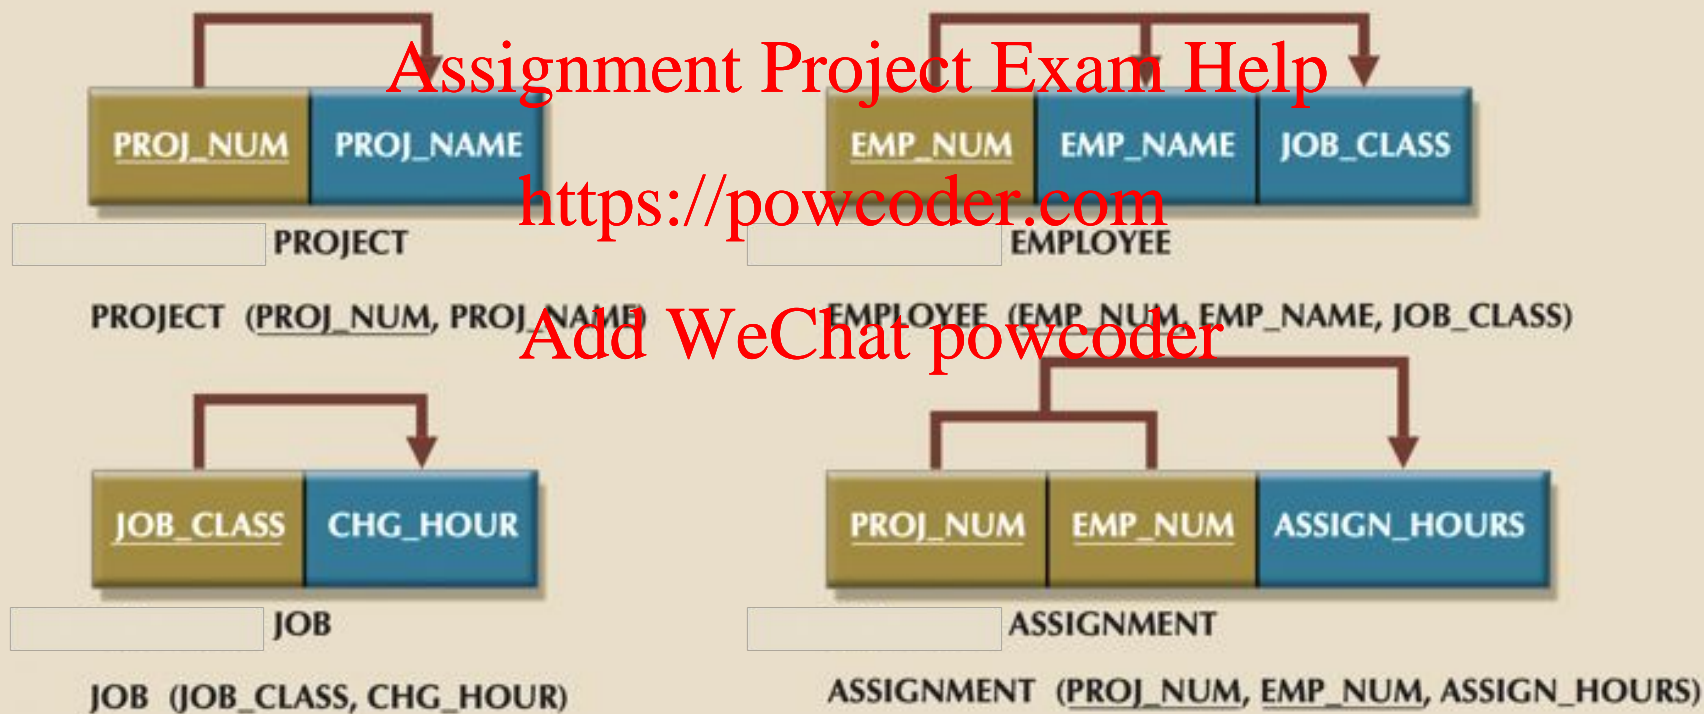 Assignment Project Exam Help
PROJ_NUM PROJ_NAME
EMP_NUM EMP_NAME JOB_CLASS
https://powcoder.com
PROJECT
EMPLOYEE
PROJECT (PROJ_NUM, PROJ_NAME)
EMPLOYEE (EMP_NUM, EMP_NAME, JOB_CLASS)
Add WeChat powcoder
JOB_CLASS CHG_HOUR
PROJ_NUM EMP_NUM ASSIGN_HOURS
JOB
ASSIGNMENT
JOB (JOB_CLASS, CHG_HOUR)
ASSIGNMENT (PROJ_NUM, EMP_NUM, ASSIGN_HOURS)